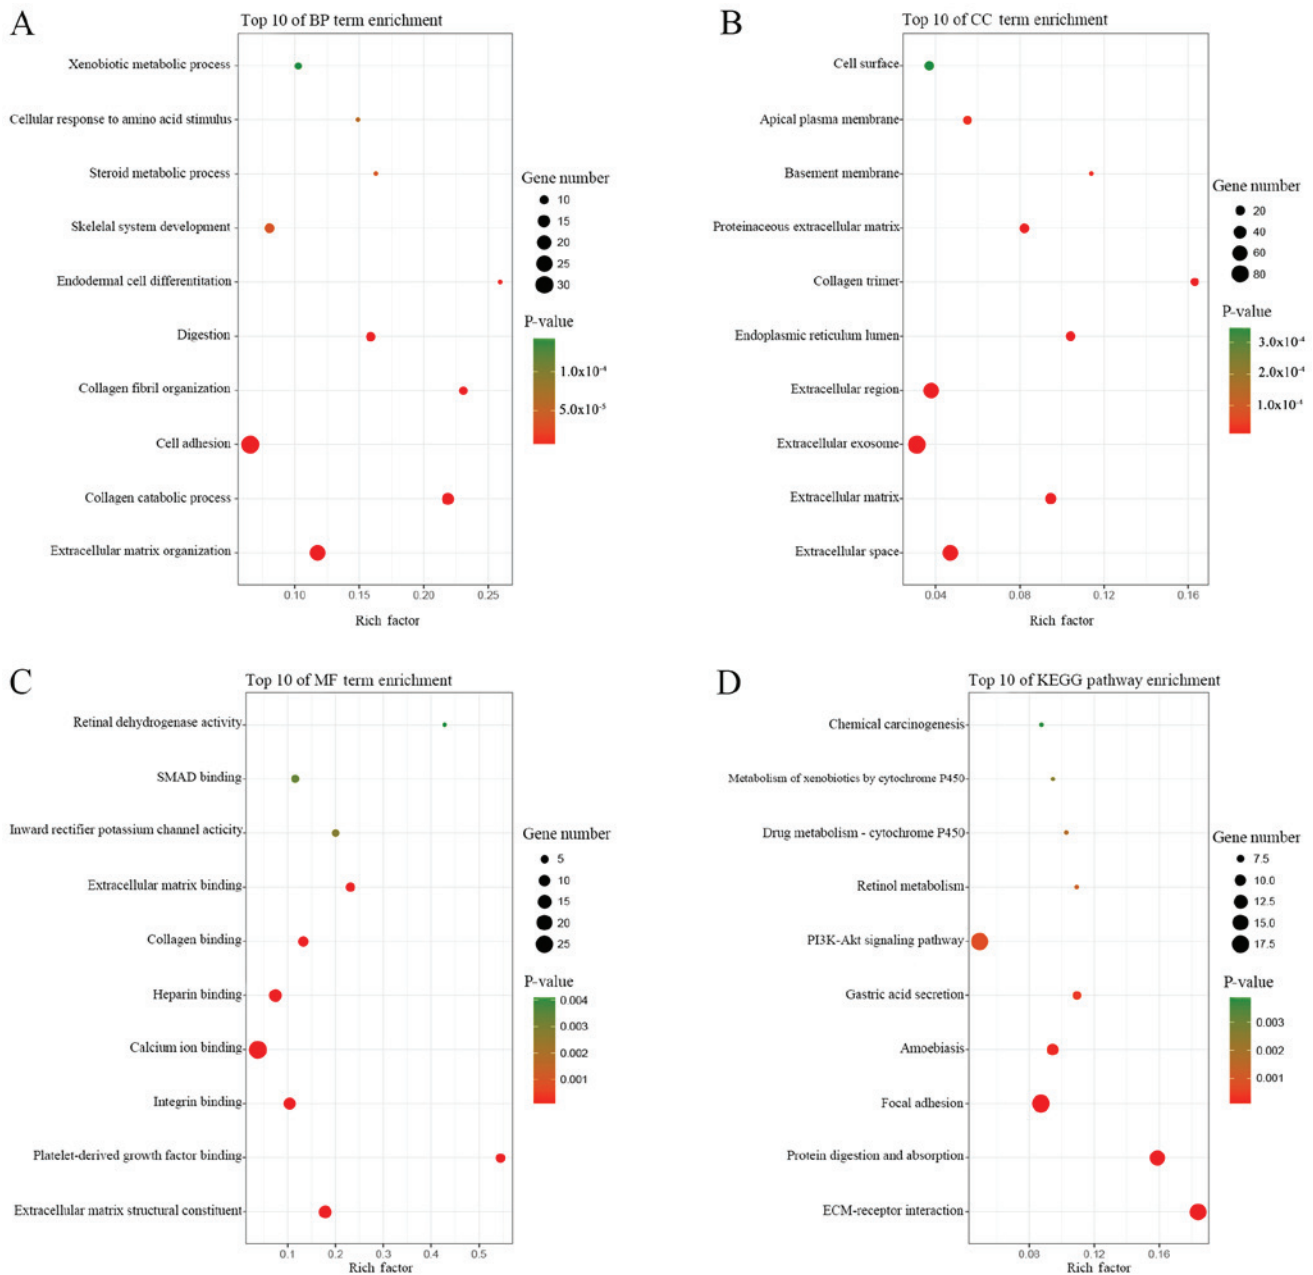 A
Top 10 of BP term enrichment
Xenobiotic metabolic process
Cellular response to amino acid stimulus
Steroid metabolic process
Skelelal system development
Endodermal cell differentitation
Digestion
Collagen fibril organization
Cell adhesion
Collagen catabolic process
Extracellular matrix organization
0.10 0.15 0.20 0.25
Rich factor
Gene number
10
15
20
25
30
P-value
1.0x10⁻⁴
5.0x10⁻⁵
B
Top 10 of CC term enrichment
Cell surface
Apical plasma membrane
Basement membrane
Proteinaceous extracellular matrix
Collagen trimer
Endoplasmic reticulum lumen
Extracellular region
Extracellular exosome
Extracellular matrix
Extracellular space
0.04 0.08 0.12 0.16
Rich factor
Gene number
20
40
60
80
P-value
3.0x10⁻⁴
2.0x10⁻⁴
1.0x10⁻⁴
C
Top 10 of MF term enrichment
Retinal dehydrogenase activity
SMAD binding
Inward rectifier potassium channel acticity
Extracellular matrix binding
Collagen binding
Heparin binding
Calcium ion binding
Integrin binding
Platelet-derived growth factor binding
Extracellular matrix structural constituent
0.1 0.2 0.3 0.4 0.5
Rich factor
Gene number
5
10
15
20
25
P-value
0.004
0.003
0.002
0.001
D
Top 10 of KEGG pathway enrichment
Chemical carcinogenesis
Metabolism of xenobiotics by cytochrome P450
Drug metabolism - cytochrome P450
Retinol metabolism
PI3K-Akt signaling pathway
Gastric acid secretion
Amoebiasis
Focal adhesion
Protein digestion and absorption
ECM-receptor interaction
0.08 0.12 0.16
Rich factor
Gene number
7.5
10.0
12.5
15.0
17.5
P-value
0.003
0.002
0.001